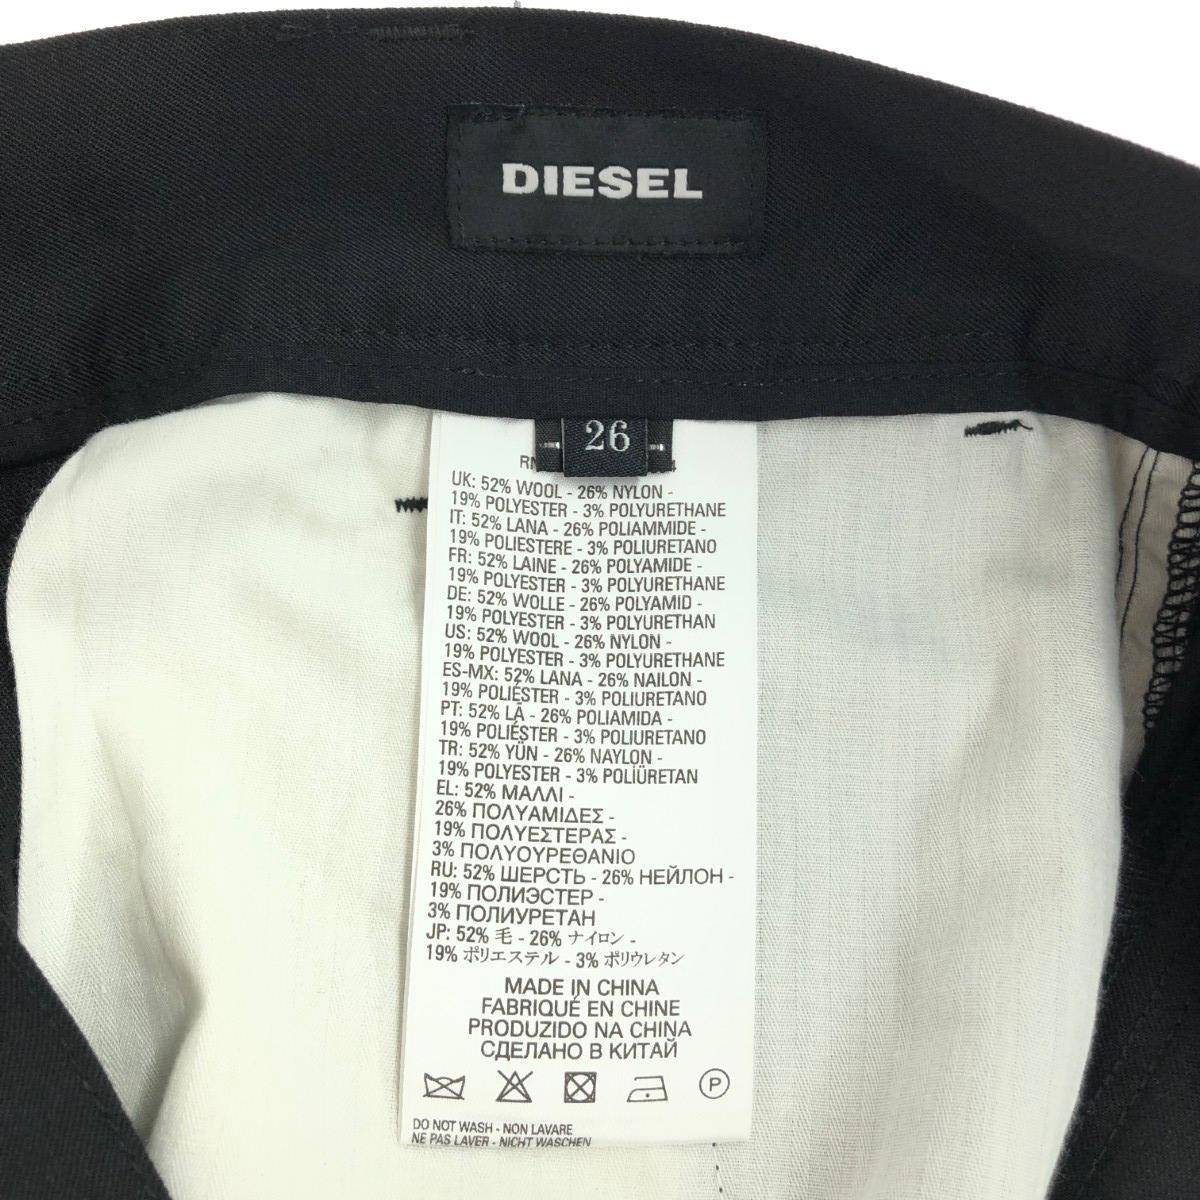 DIESEL
26
RN
UK: 52% WOOL - 26% NYLON -
19% POLYESTER - 3% POLYURETHANE
IT: 52% LANA - 26% POLIAMMIDE -
19% POLIESTERE - 3% POLIURETANO
FR: 52% LAINE - 26% POLYAMIDE -
19% POLYESTER - 3% POLYURETHANE
DE: 52% WOLLE - 26% POLYAMID -
19% POLYESTER - 3% POLYURETHAN
US: 52% WOOL - 26% NYLON -
19% POLYESTER - 3% POLYURETHANE
ES-MX: 52% LANA - 26% NAILON -
19% POLIÉSTER - 3% POLIURETANO
PT: 52% LÃ - 26% POLIAMIDA -
19% POLIÉSTER - 3% POLIURETANO
TR: 52% YÜN - 26% NAYLON -
19% POLYESTER - 3% POLIÜRETAN
EL: 52% ΜΑΛΛΙ -
26% ΠΟΛΥΑΜΙΔΕΣ -
19% ΠΟΛΥΕΣΤΕΡΑΣ -
3% ΠΟΛΥΟΥΡΕΘΑΝΙΟ
RU: 52% ШЕРСТЬ - 26% НЕЙЛОН -
19% ПОЛИЭСТЕР -
3% ПОЛИУРЕТАН
JP: 52% 毛 - 26% ナイロン -
19% ポリエステル - 3% ポリウレタン
MADE IN CHINA
FABRIQUÉ EN CHINE
PRODUZIDO NA CHINA
СДЕЛАНО В КИТАЙ
P
DO NOT WASH - NON LAVARE
NE PAS LAVER - NICHT WASCHEN